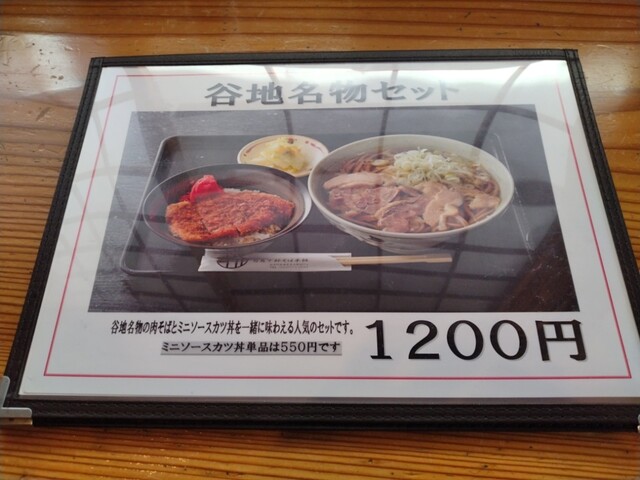 谷地名物セット
谷地名物の肉そばとミニソースカツ丼を一緒に味わえる人気のセットです。
ミニソースカツ丼単品は550円です
1200円